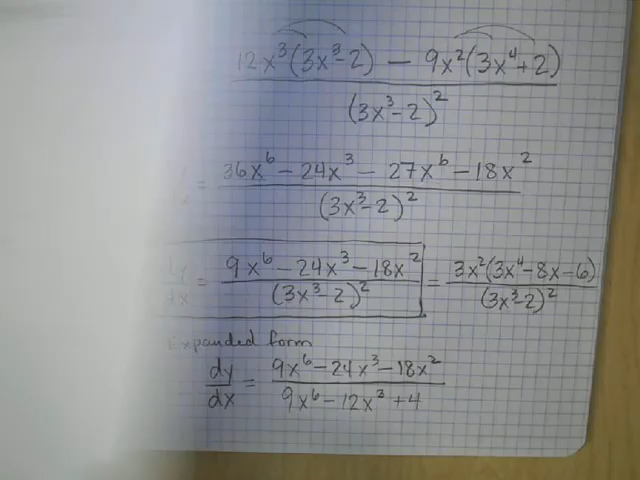 12x³(3x³-2) - 9x²(3x⁴+2) / (3x³-2)²
= 36x⁶ - 24x³ - 27x⁶ - 18x² / (3x³-2)²
dy/dx = 9x⁶ - 24x³ - 18x² / (3x³-2)² = 3x²(3x⁴-8x-6) / (3x³-2)²
Expanded form
dy/dx = 9x⁶ - 24x³ - 18x² / 9x⁶ - 12x³ + 4